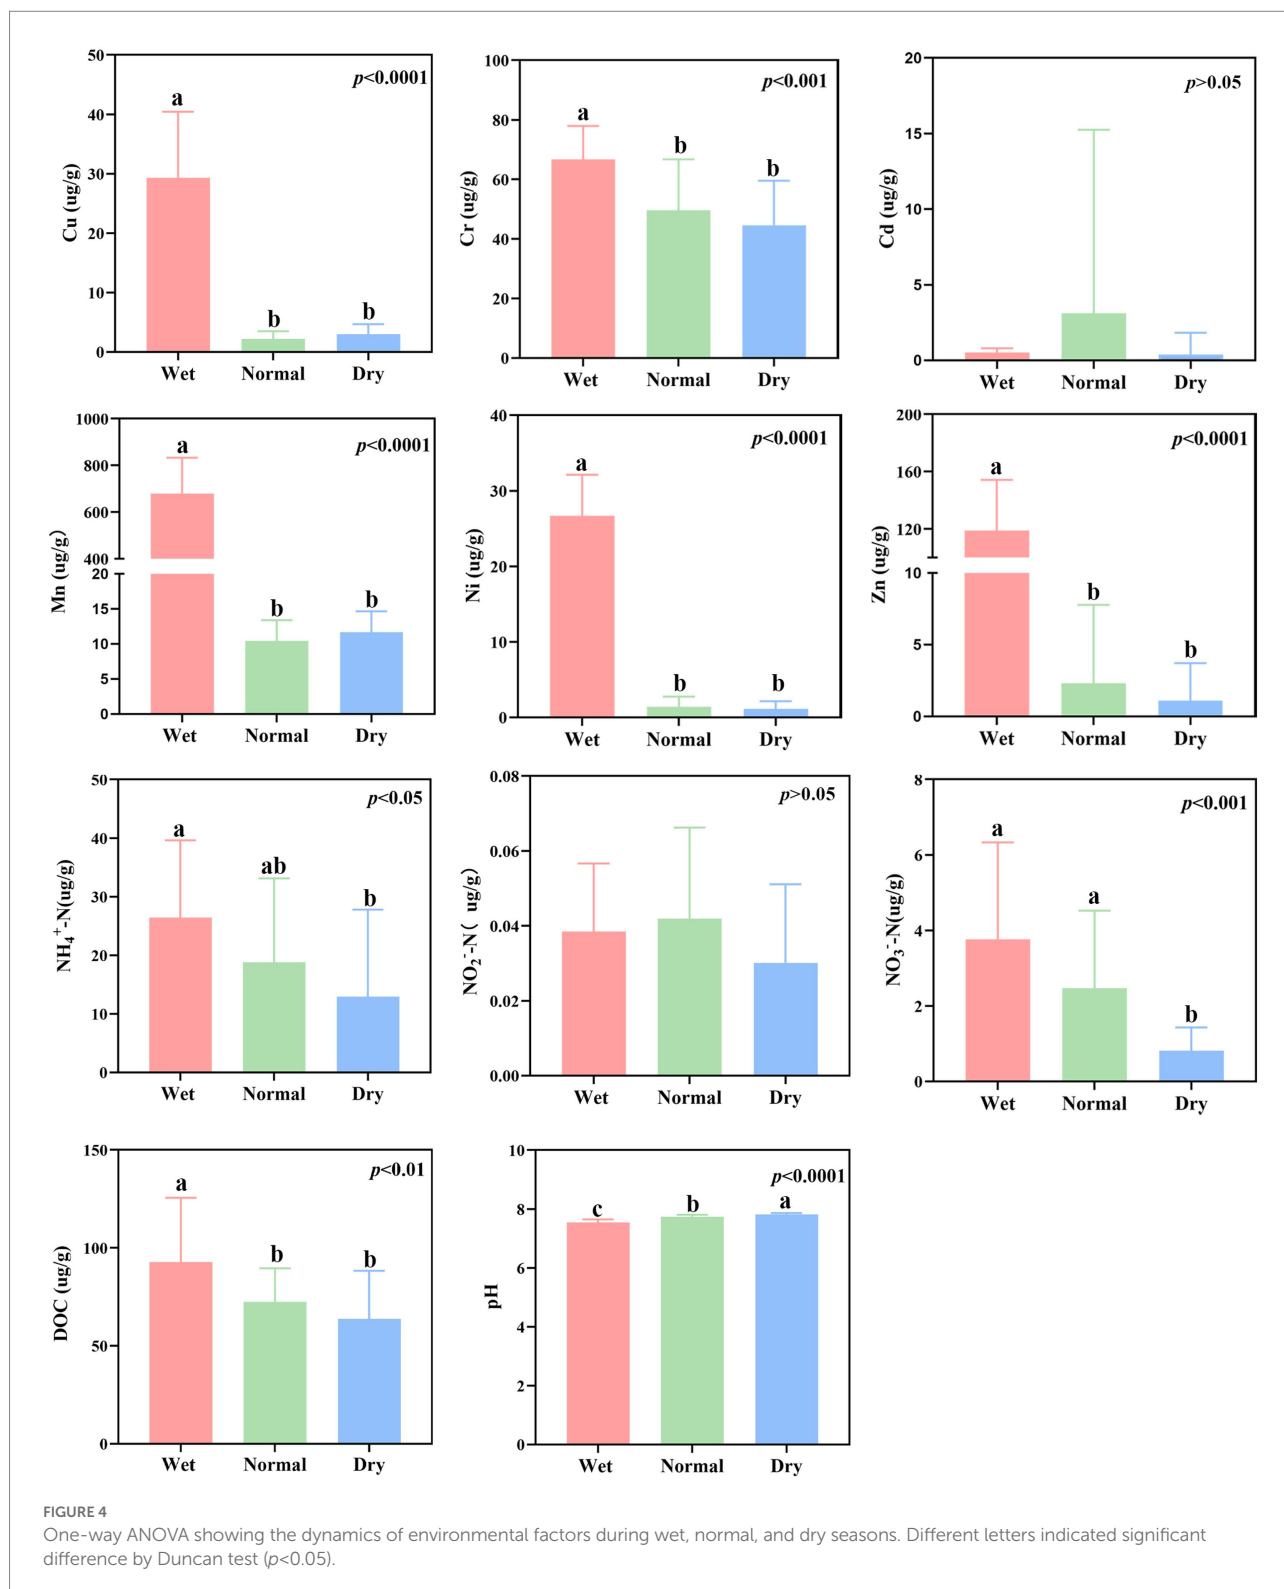 50
40
30
20
10
0
Cu (ug/g)
p<0.0001
a
b
b
Wet Normal Dry
100
80
60
40
20
0
Cr (ug/g)
p<0.001
a
b
b
Wet Normal Dry
20
15
10
5
0
Cd (ug/g)
p>0.05
Wet Normal Dry
1000
800
600
400
20
15
10
5
0
Mn (ug/g)
p<0.0001
a
b
b
Wet Normal Dry
40
30
20
10
0
Ni (ug/g)
p<0.0001
a
b
b
Wet Normal Dry
200
160
120
10
5
0
Zn (ug/g)
p<0.0001
a
b
b
Wet Normal Dry
50
40
30
20
10
0
NH₄⁺-N(ug/g)
p<0.05
a
ab
b
Wet Normal Dry
0.08
0.06
0.04
0.02
0.00
NO₂⁻-N( ug/g)
p>0.05
Wet Normal Dry
8
6
4
2
0
NO₃⁻-N(ug/g)
p<0.001
a
a
b
Wet Normal Dry
150
100
50
0
DOC (ug/g)
p<0.01
a
b
b
Wet Normal Dry
10
8
6
4
2
0
pH
p<0.0001
c
b
a
Wet Normal Dry
FIGURE 4
One-way ANOVA showing the dynamics of environmental factors during wet, normal, and dry seasons. Different letters indicated significant
difference by Duncan test (p<0.05).